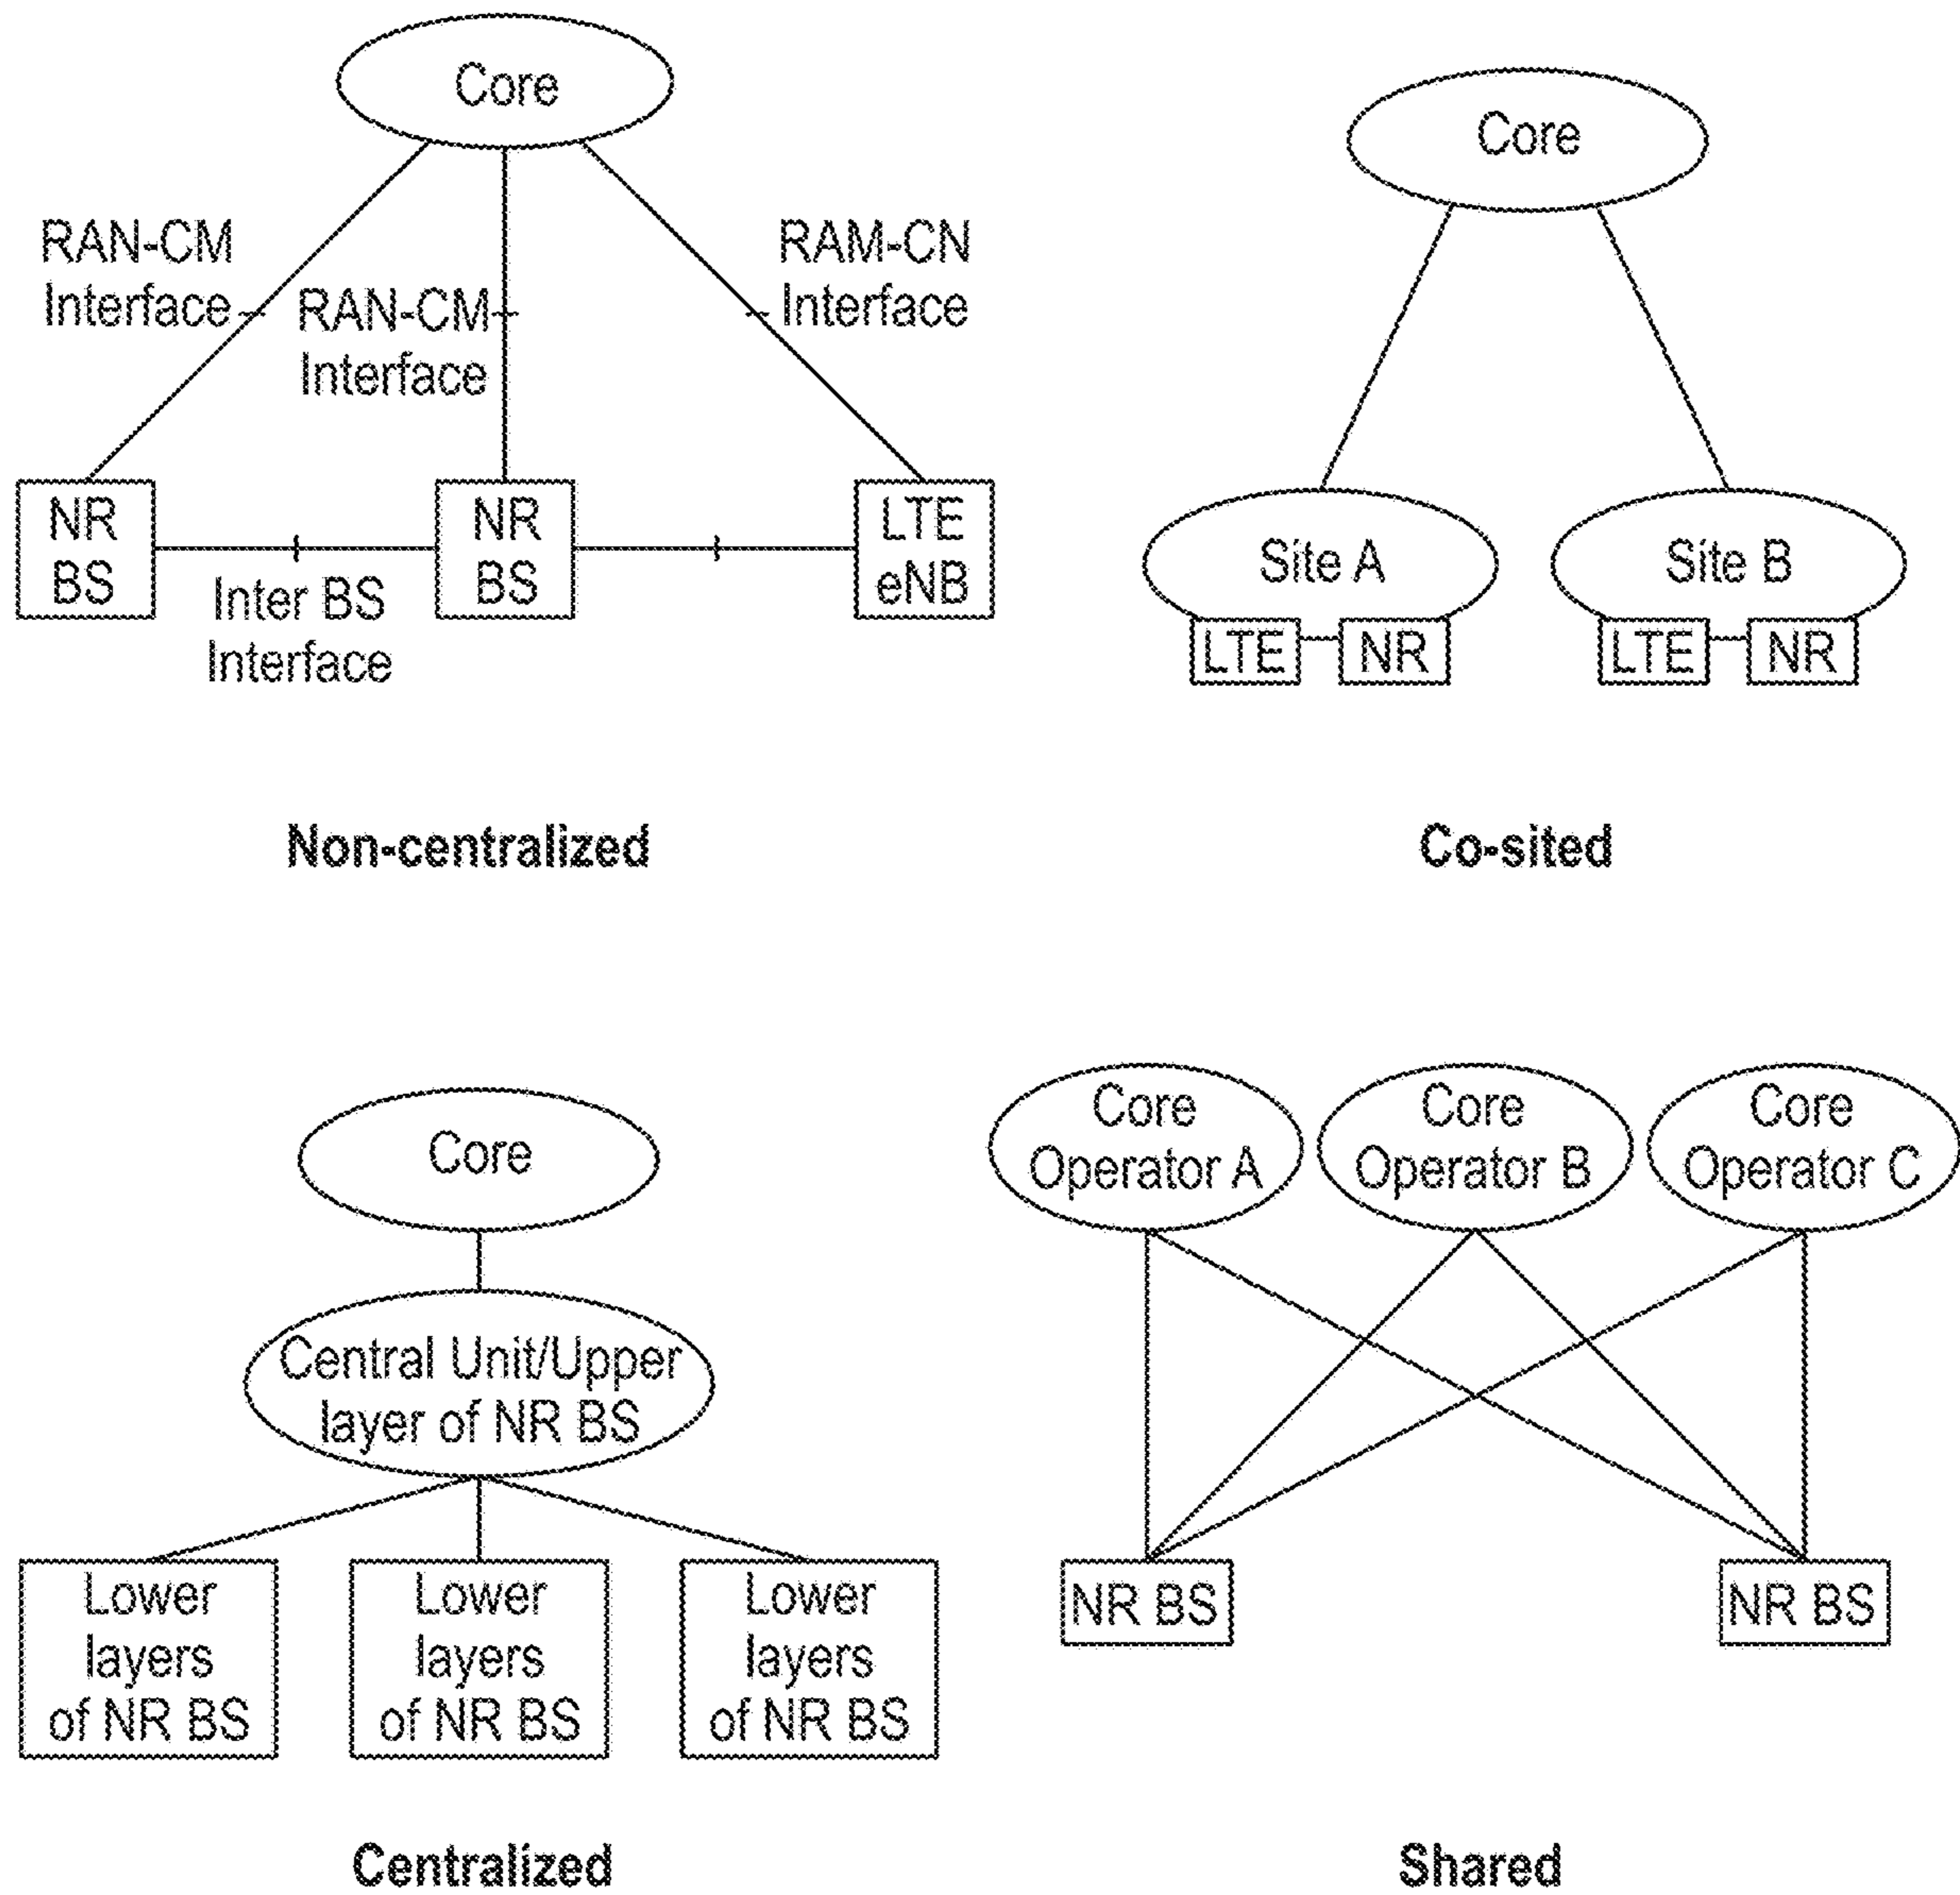 Core
RAN-CM
Interface
RAN-CM
Interface
RAM-CN
Interface
NR
BS
Inter BS
Interface
NR
BS
LTE
eNB
Non-centralized
Core
Site A
LTE
NR
Site B
LTE
NR
Co-sited
Core
Central Unit/Upper
layer of NR BS
Lower
layers
of NR BS
Lower
layers
of NR BS
Lower
layers
of NR BS
Centralized
Core
Operator A
Core
Operator B
Core
Operator C
NR BS
NR BS
Shared